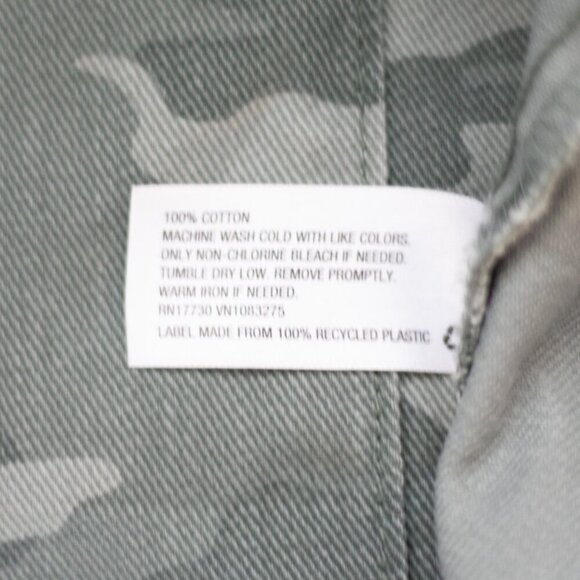 100% COTTON
MACHINE WASH COLD WITH LIKE COLORS.
ONLY NON-CHLORINE BLEACH IF NEEDED.
TUMBLE DRY LOW. REMOVE PROMPTLY.
WARM IRON IF NEEDED.
RN17730 VN1083275
LABEL MADE FROM 100% RECYCLED PLASTIC